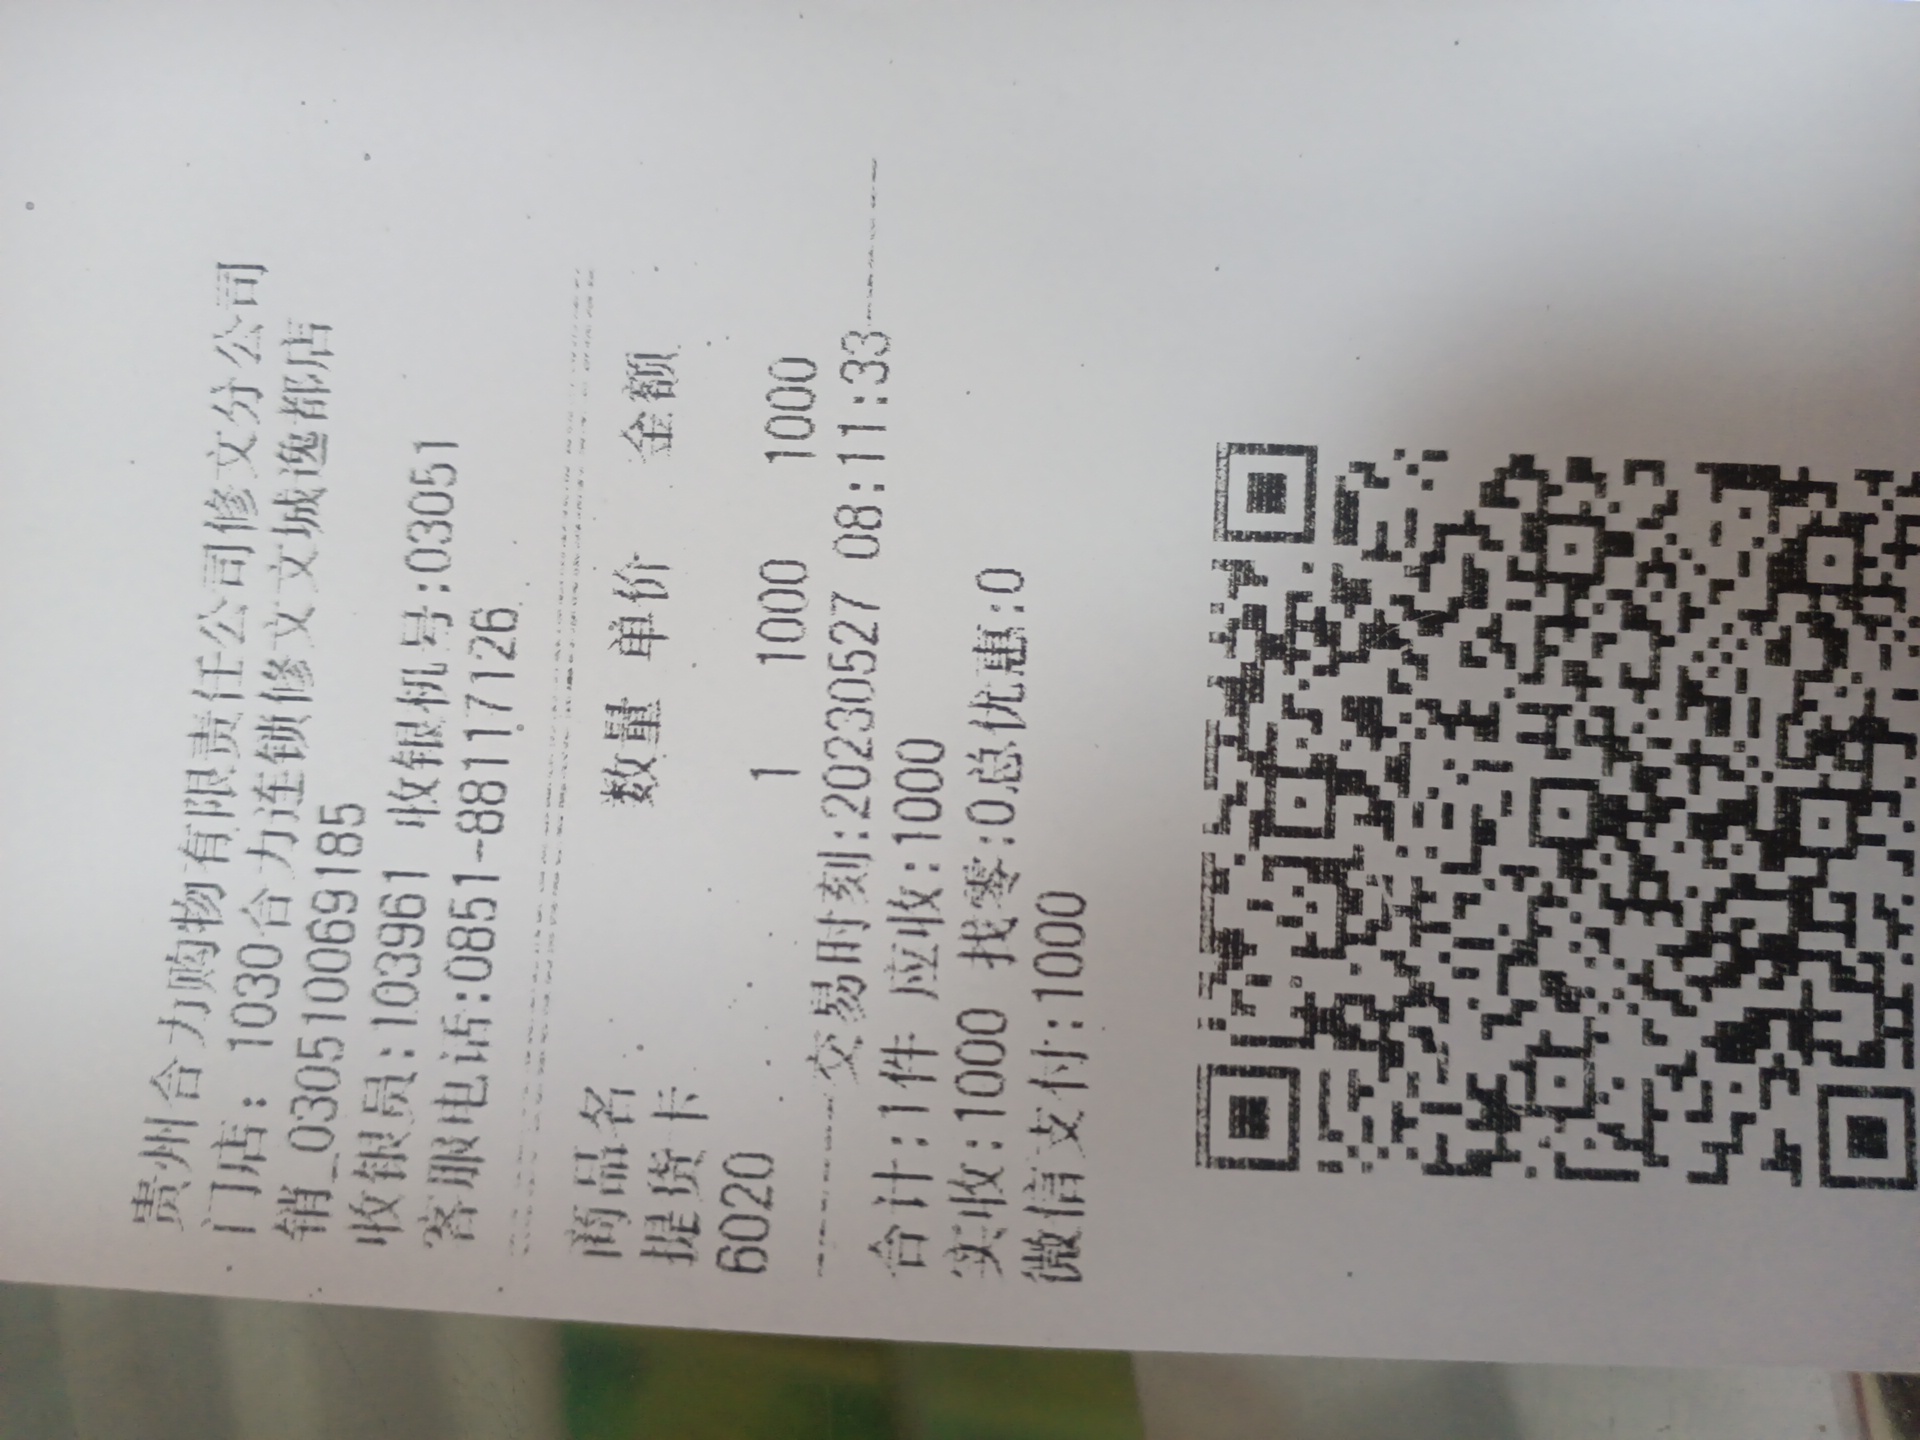 贵州合力购物有限责任公司修文分公司
门店: 1030合力连锁修文文城逸都店
销_030510069185
收银员:103961 收银机号:03051
客服电话:0851-88117126
商品名 数量 单价 金额
提货卡
6020 1 1000 1000
交易时刻:20230527 08:11:33
合计:1件 应收:1000
实收:1000 找零:0总优惠:0
微信支付:1000